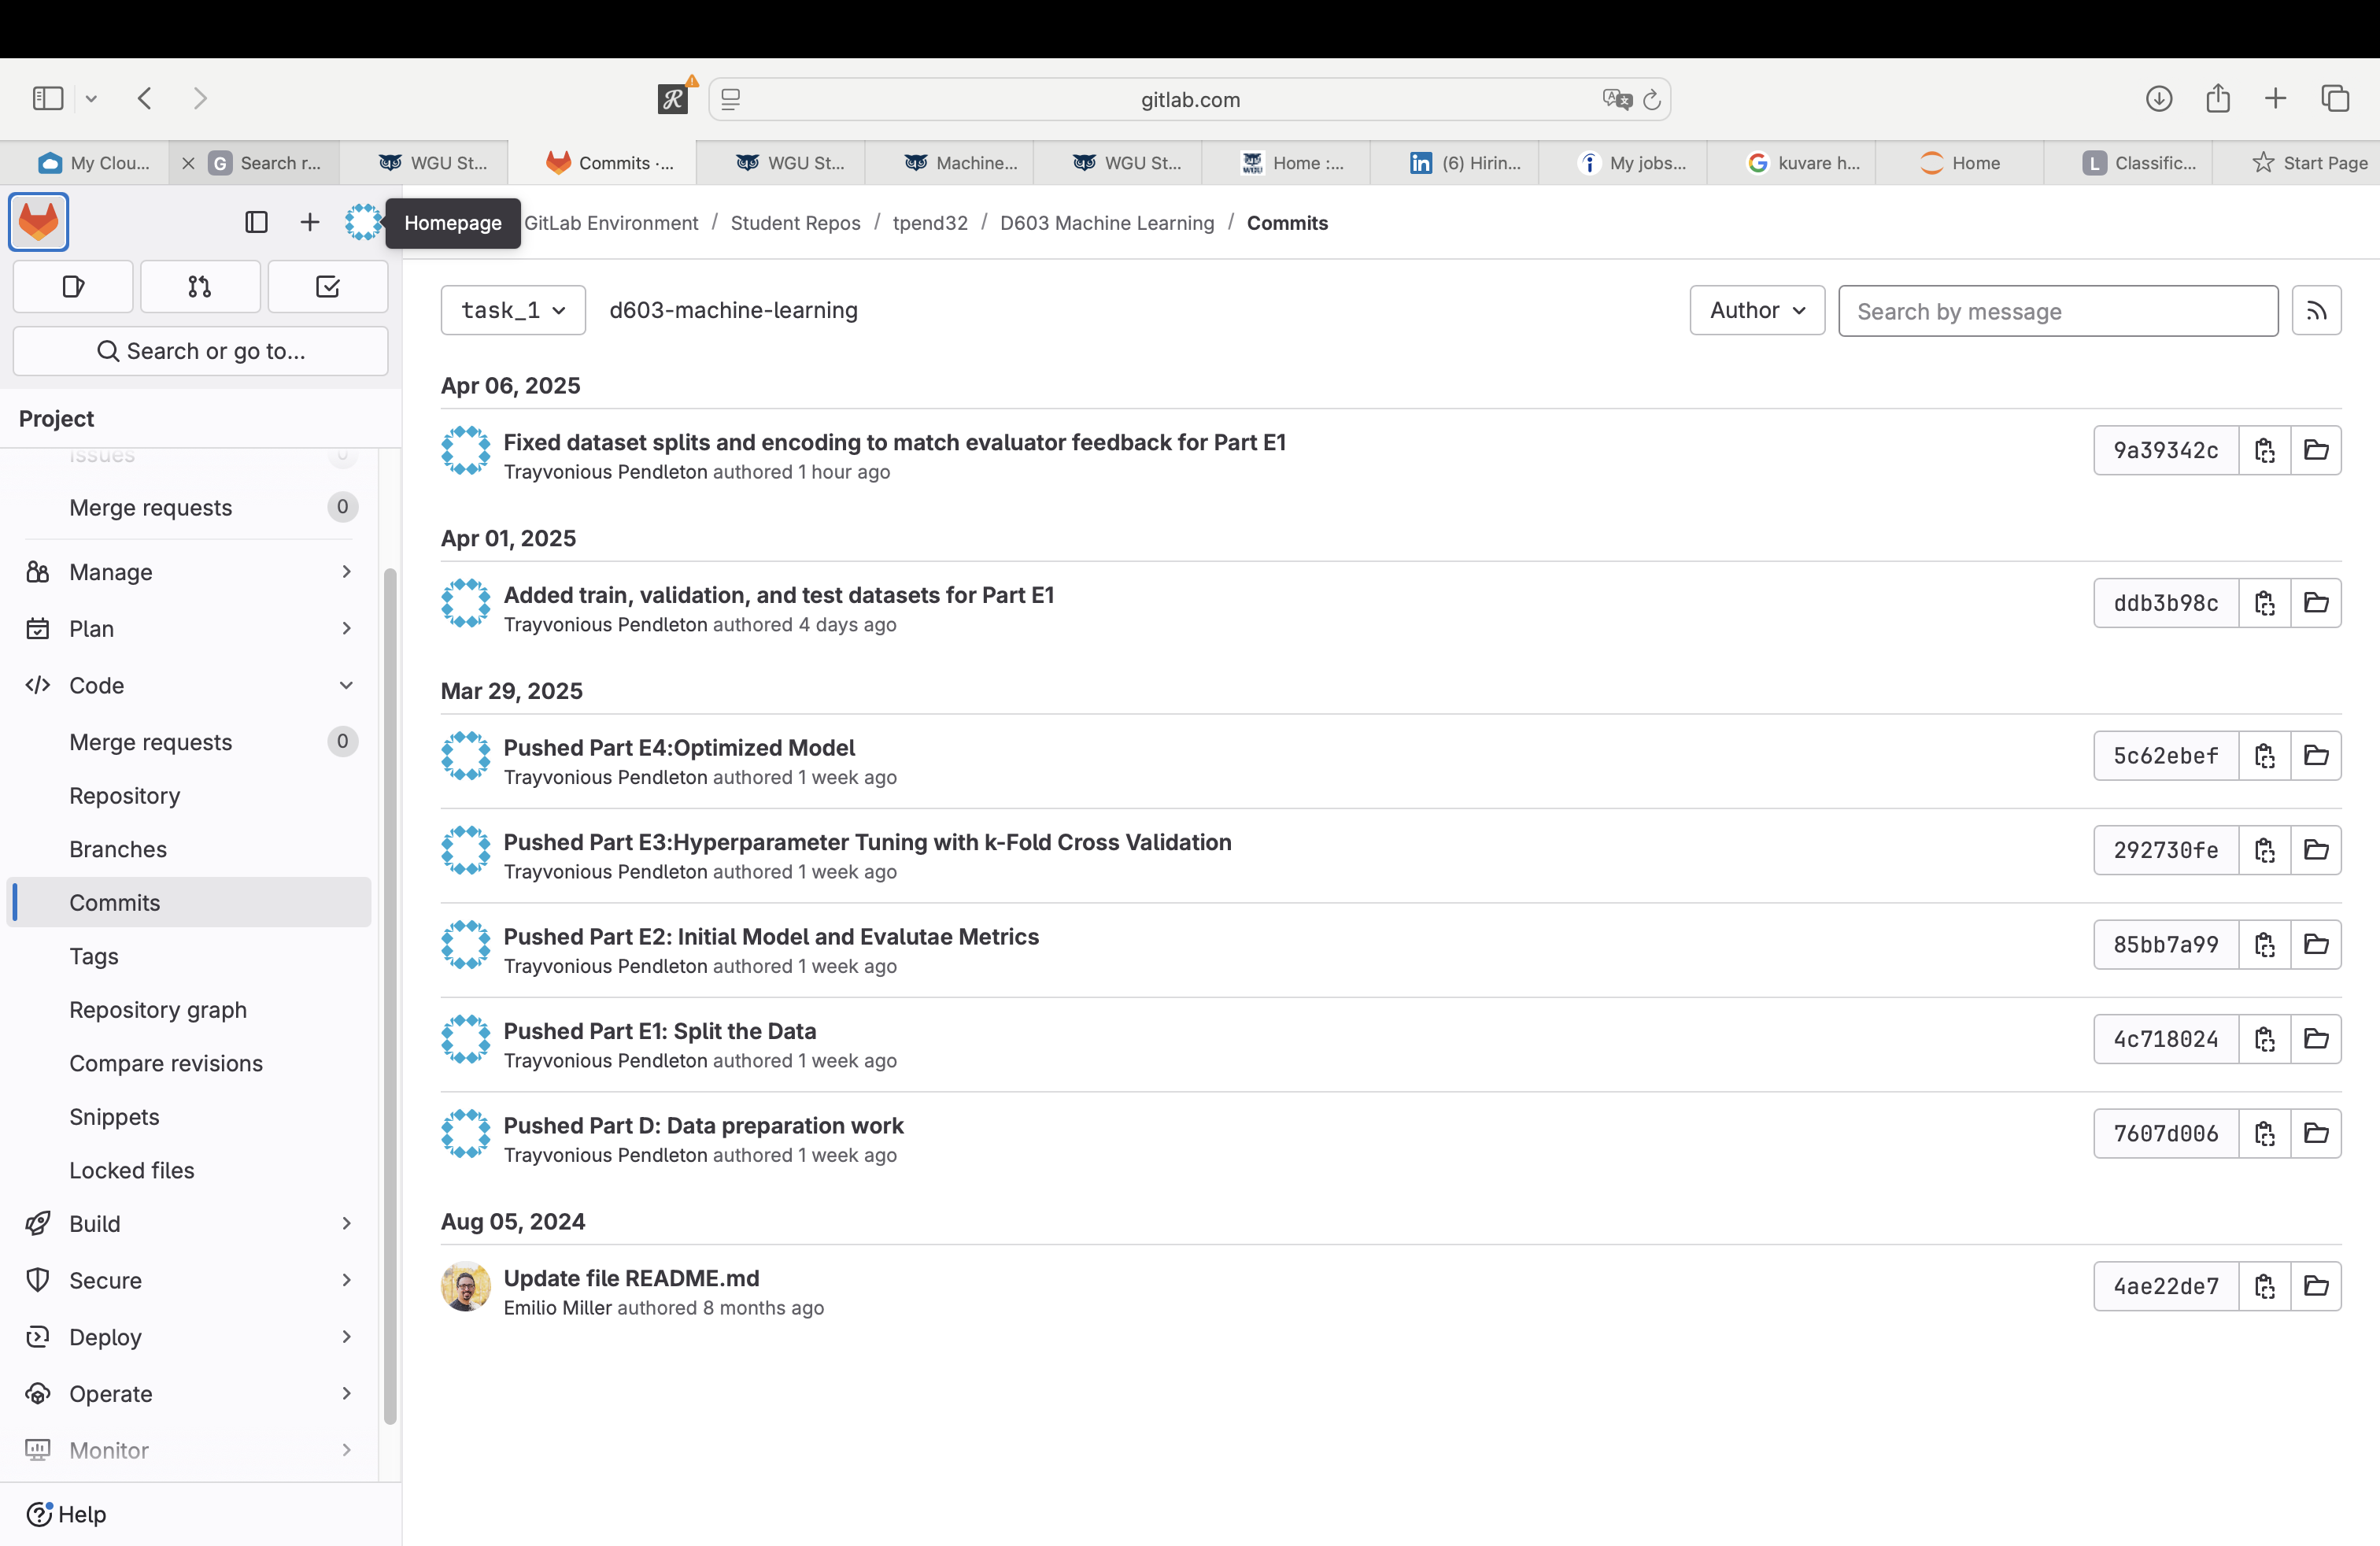 gitlab.com
My Clou...
G Search r...
WGU St...
Commits ·...
WGU St...
Machine...
WGU St...
Home :...
(6) Hirin...
My jobs...
kuvare h...
Home
L Classific...
Start Page
Homepage
GitLab Environment / Student Repos / tpend32 / D603 Machine Learning / Commits
Search or go to...
Project
Issues 0
Merge requests 0
Manage
Plan
Code
Merge requests 0
Repository
Branches
Commits
Tags
Repository graph
Compare revisions
Snippets
Locked files
Build
Secure
Deploy
Operate
Monitor
Help
task_1 d603-machine-learning
Author
Search by message
Apr 06, 2025
Fixed dataset splits and encoding to match evaluator feedback for Part E1
Trayvonious Pendleton authored 1 hour ago
9a39342c
Apr 01, 2025
Added train, validation, and test datasets for Part E1
Trayvonious Pendleton authored 4 days ago
ddb3b98c
Mar 29, 2025
Pushed Part E4:Optimized Model
Trayvonious Pendleton authored 1 week ago
5c62ebef
Pushed Part E3:Hyperparameter Tuning with k-Fold Cross Validation
Trayvonious Pendleton authored 1 week ago
292730fe
Pushed Part E2: Initial Model and Evalutae Metrics
Trayvonious Pendleton authored 1 week ago
85bb7a99
Pushed Part E1: Split the Data
Trayvonious Pendleton authored 1 week ago
4c718024
Pushed Part D: Data preparation work
Trayvonious Pendleton authored 1 week ago
7607d006
Aug 05, 2024
Update file README.md
Emilio Miller authored 8 months ago
4ae22de7